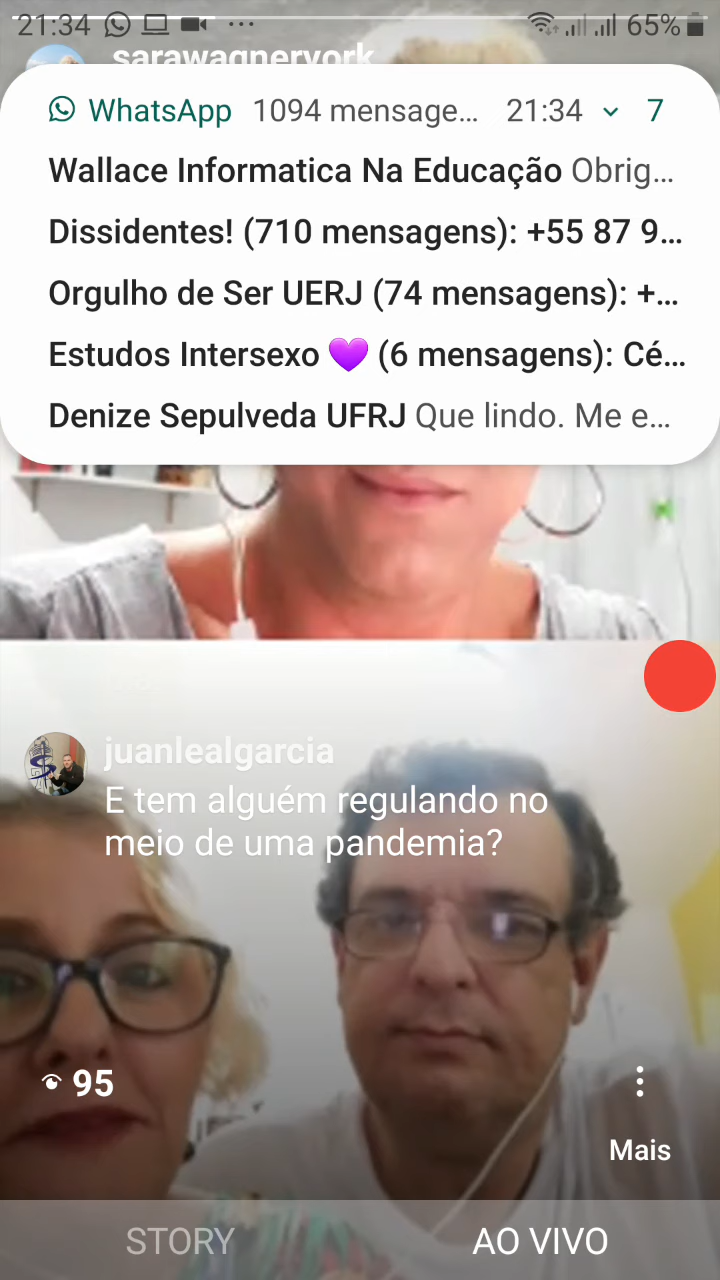 21:34 65%
sarawagneryork
WhatsApp 1094 mensage... 21:34 7
Wallace Informatica Na Educação Obrig...
Dissidentes! (710 mensagens): +55 87 9...
Orgulho de Ser UERJ (74 mensagens): +...
Estudos Intersexo 💜 (6 mensagens): Cé...
Denize Sepulveda UFRJ Que lindo. Me e...
juanlealgarcia
E tem alguém regulando no
meio de uma pandemia?
95
Mais
STORY AO VIVO